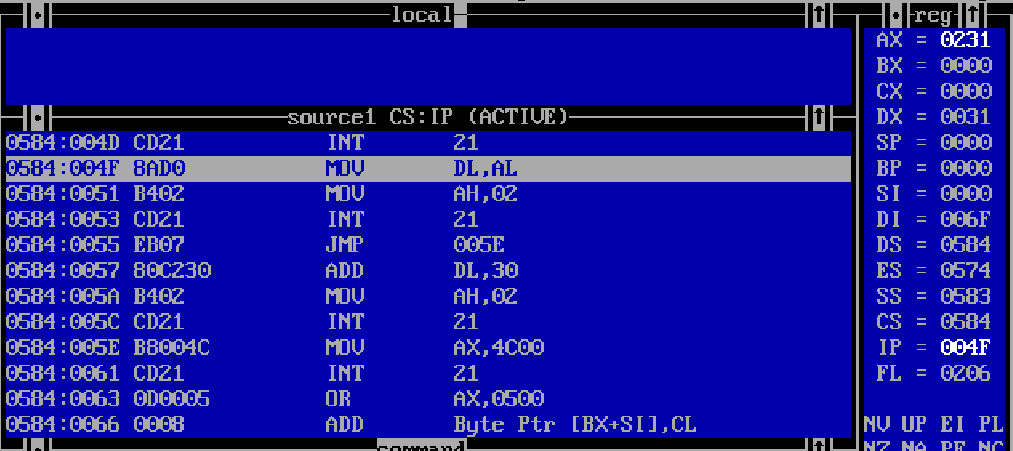 local
source1 CS:IP (ACTIVE)
0584:004D CD21 INT 21
0584:004F 8AD0 MOV DL,AL
0584:0051 B402 MOV AH,02
0584:0053 CD21 INT 21
0584:0055 EB07 JMP 005E
0584:0057 80C230 ADD DL,30
0584:005A B402 MOV AH,02
0584:005C CD21 INT 21
0584:005E B8004C MOV AX,4C00
0584:0061 CD21 INT 21
0584:0063 0D0005 OR AX,0500
0584:0066 0008 ADD Byte Ptr [BX+SI],CL
command
reg
AX = 0231
BX = 0000
CX = 0000
DX = 0031
SP = 0000
BP = 0000
SI = 0000
DI = 006F
DS = 0584
ES = 0574
SS = 0583
CS = 0584
IP = 004F
FL = 0206
NV UP EI PL
NZ NA PE NC